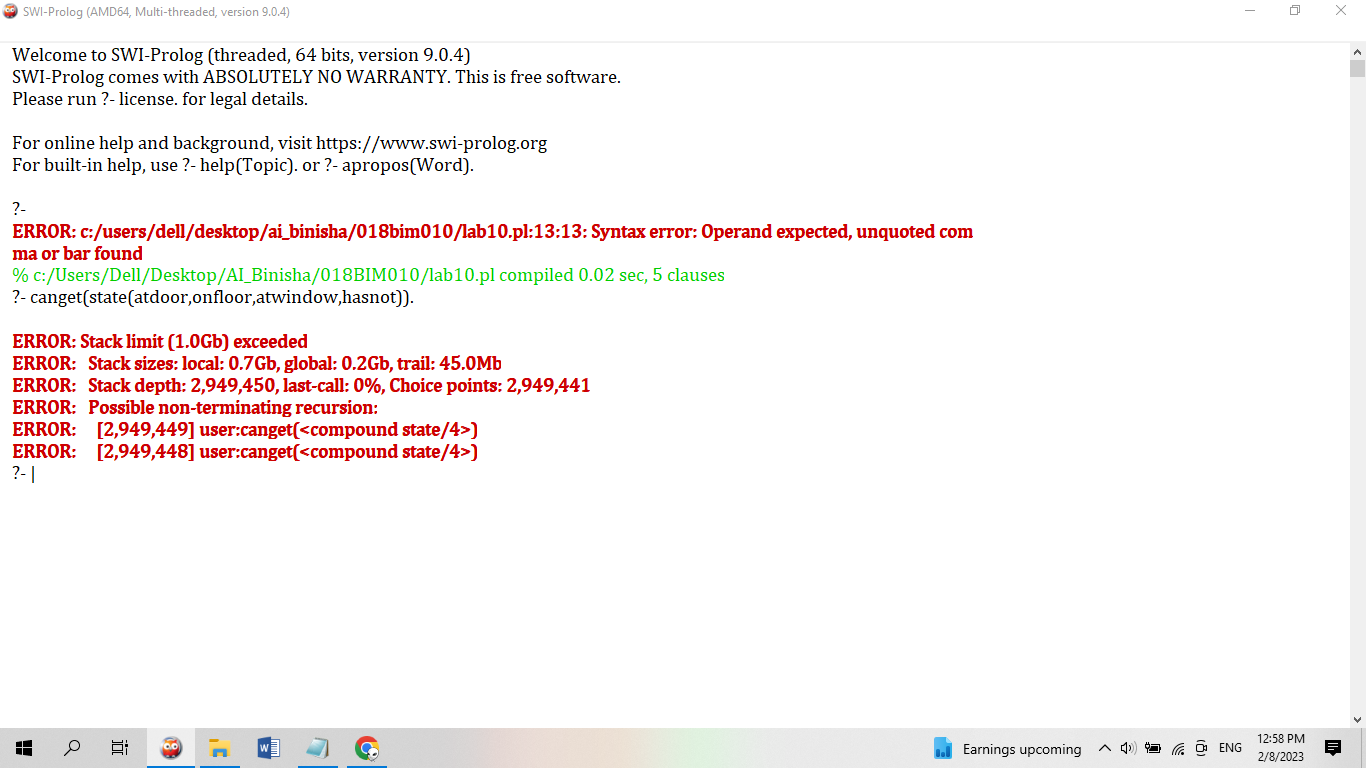 SWI-Prolog (AMD64, Multi-threaded, version 9.0.4)
Welcome to SWI-Prolog (threaded, 64 bits, version 9.0.4)
SWI-Prolog comes with ABSOLUTELY NO WARRANTY. This is free software.
Please run ?- license. for legal details.
For online help and background, visit https://www.swi-prolog.org
For built-in help, use ?- help(Topic). or ?- apropos(Word).
?-
ERROR: c:/users/dell/desktop/ai_binisha/018bim010/lab10.pl:13:13: Syntax error: Operand expected, unquoted com
ma or bar found
% c:/Users/Dell/Desktop/AI_Binisha/018BIM010/lab10.pl compiled 0.02 sec, 5 clauses
?- canget(state(atdoor,onfloor,atwindow,hasnot)).
ERROR: Stack limit (1.0Gb) exceeded
ERROR:   Stack sizes: local: 0.7Gb, global: 0.2Gb, trail: 45.0Mb
ERROR:   Stack depth: 2,949,450, last-call: 0%, Choice points: 2,949,441
ERROR:   Possible non-terminating recursion:
ERROR:     [2,949,449] user:canget(<compound state/4>)
ERROR:     [2,949,448] user:canget(<compound state/4>)
?- |
Earnings upcoming
ENG
12:58 PM
2/8/2023